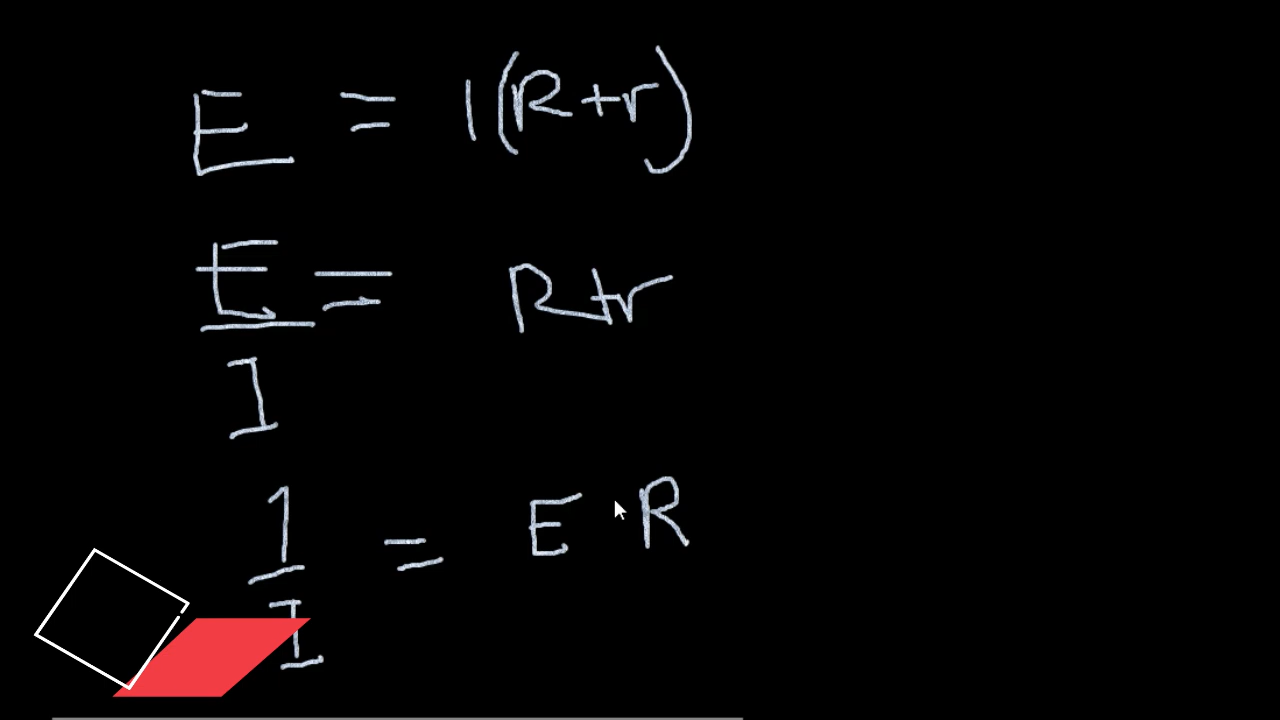 E = I(R+r)
E = R+r
I
1 = E · R
I